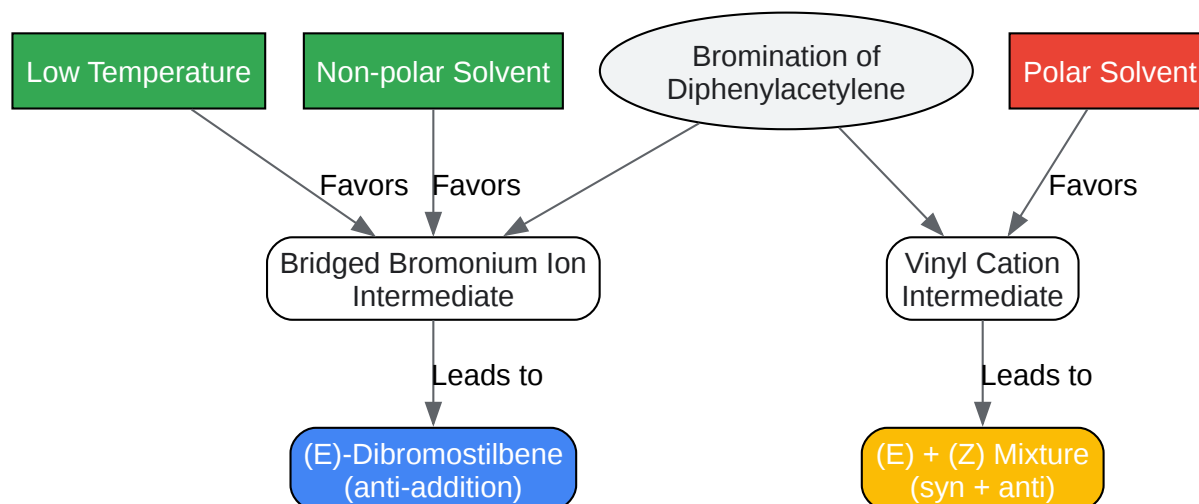 Low Temperature
Non-polar Solvent
Bromination of
Diphenylacetylene
Polar Solvent
Favors
Favors
Favors
Bridged Bromonium Ion
Intermediate
Vinyl Cation
Intermediate
Leads to
Leads to
(E)-Dibromostilbene
(anti-addition)
(E) + (Z) Mixture
(syn + anti)